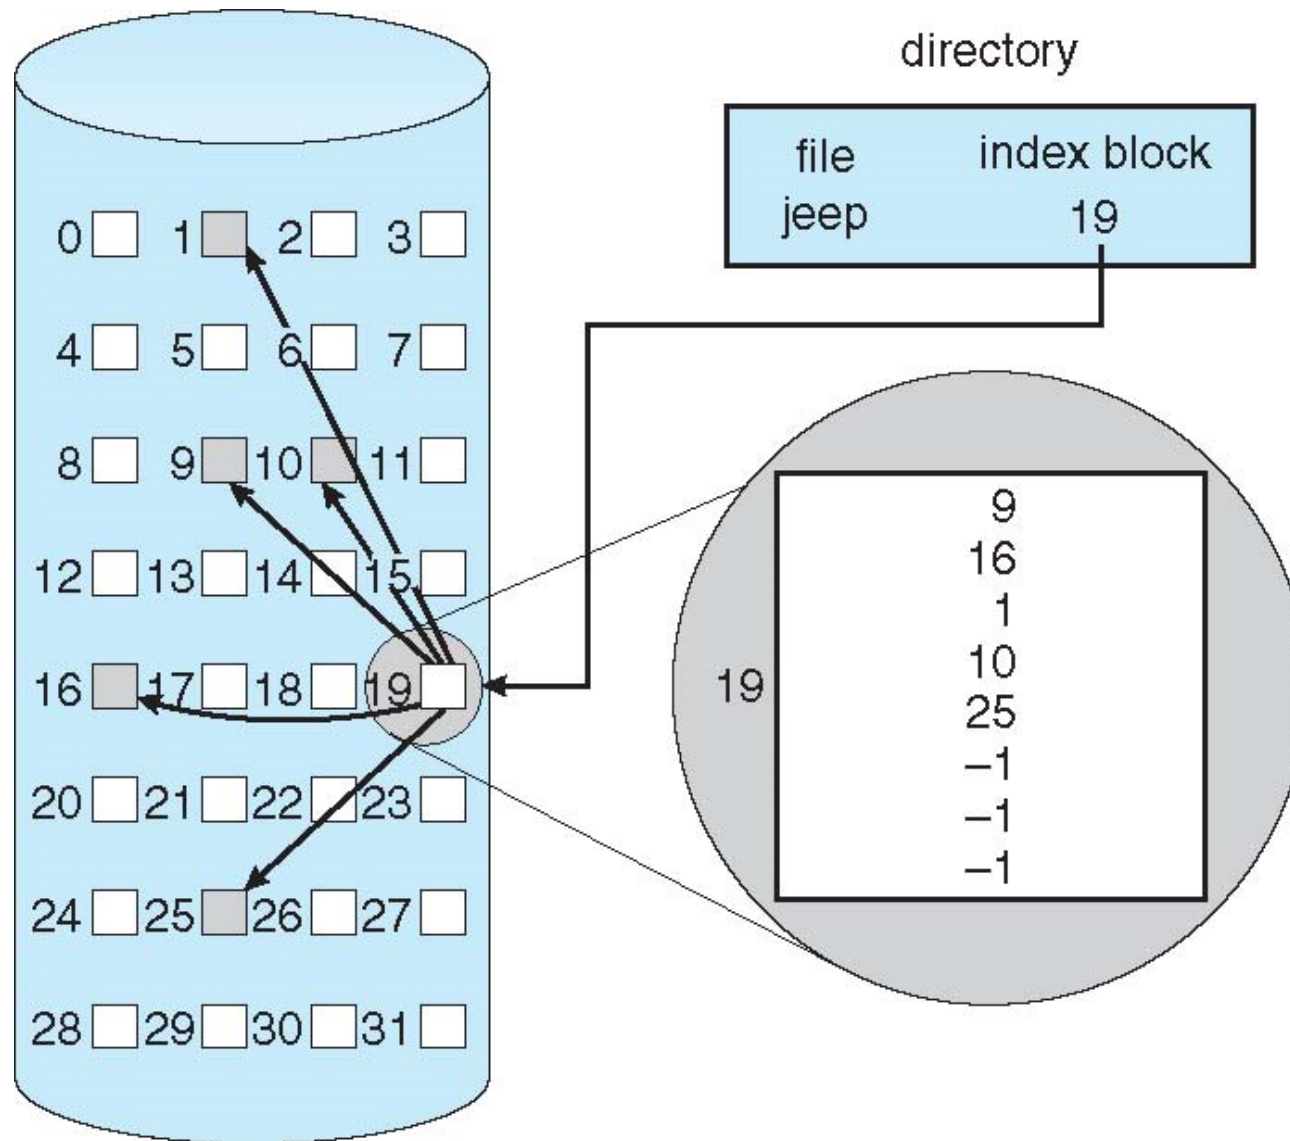 directory
file index block
jeep 19
0 1 2 3
4 5 6 7
8 9 10 11
12 13 14 15
16 17 18 19
20 21 22 23
24 25 26 27
28 29 30 31
19
9
16
1
10
25
–1
–1
–1